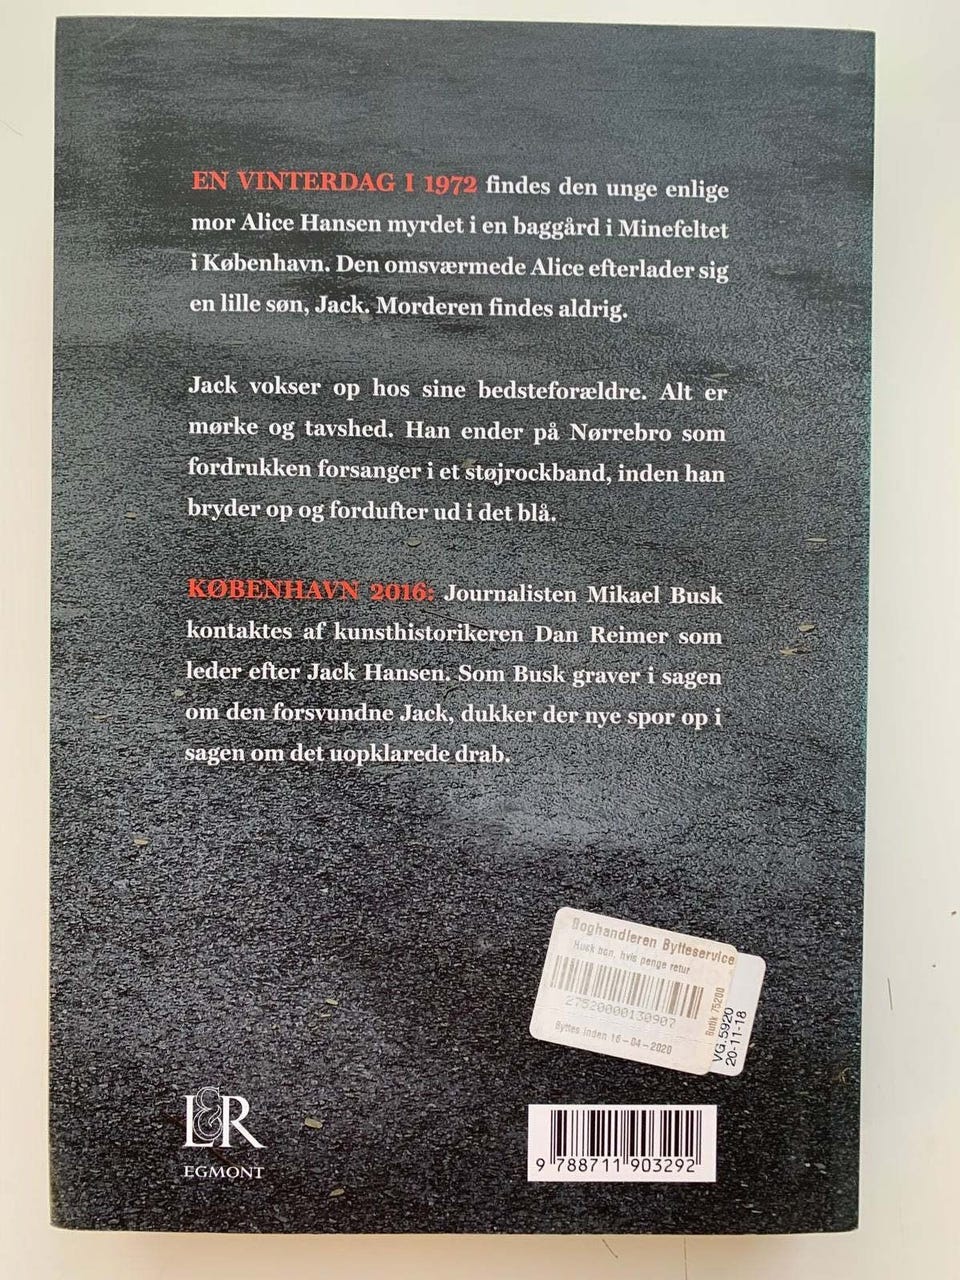 EN VINTERDAG I 1972 findes den unge enlige
mor Alice Hansen myrdet i en baggård i Minefeltet
i København. Den omsværmede Alice efterlader sig
en lille søn, Jack. Morderen findes aldrig.
Jack vokser op hos sine bedsteforældre. Alt er
mørke og tavshed. Han ender på Nørrebro som
fordrukken forsanger i et støjrockband, inden han
bryder op og fordufter ud i det blå.
KØBENHAVN 2016: Journalisten Mikael Busk
kontaktes af kunsthistorikeren Dan Reimer som
leder efter Jack Hansen. Som Busk graver i sagen
om den forsvundne Jack, dukker der nye spor op i
sagen om det uopklarede drab.
Boghandleren Bytteservice
Husk bon, hvis penge retur
27520000130907
Byttes inden 16-04-2020
Butik 75200
VG.5920
20-11-18
L&R
EGMONT
9 788711 903292